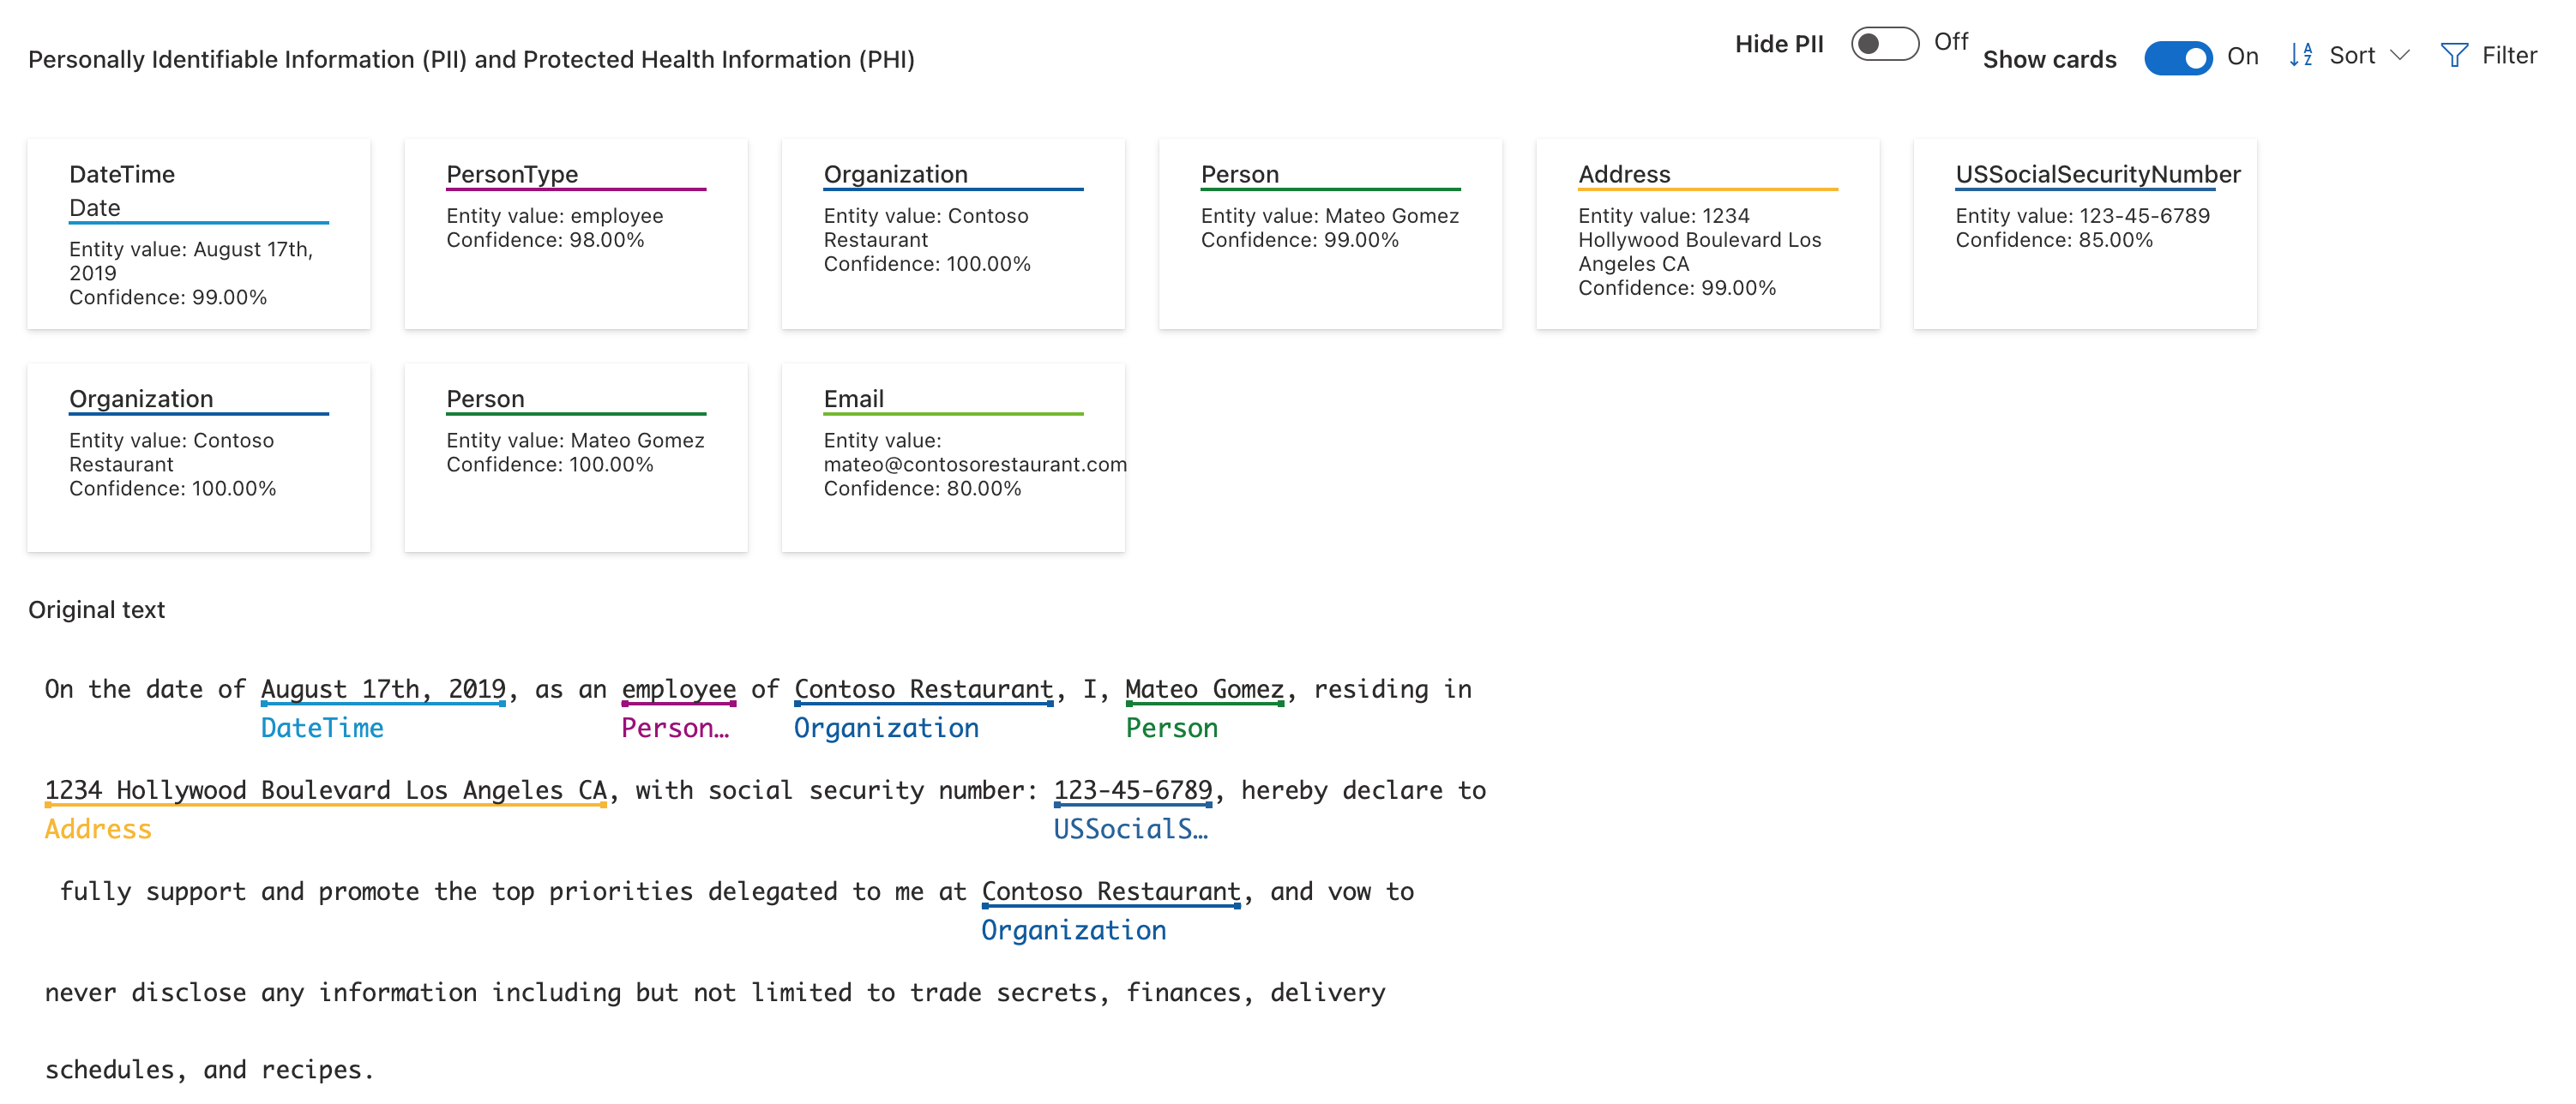 Personally Identifiable Information (PII) and Protected Health Information (PHI)
Hide PII Off Show cards On Sort Filter
DateTime
Date
Entity value: August 17th,
2019
Confidence: 99.00%
PersonType
Entity value: employee
Confidence: 98.00%
Organization
Entity value: Contoso
Restaurant
Confidence: 100.00%
Person
Entity value: Mateo Gomez
Confidence: 99.00%
Address
Entity value: 1234
Hollywood Boulevard Los
Angeles CA
Confidence: 99.00%
USSocialSecurityNumber
Entity value: 123-45-6789
Confidence: 85.00%
Organization
Entity value: Contoso
Restaurant
Confidence: 100.00%
Person
Entity value: Mateo Gomez
Confidence: 100.00%
Email
Entity value:
mateo@contosorestaurant.com
Confidence: 80.00%
Original text
On the date of August 17th, 2019, as an employee of Contoso Restaurant, I, Mateo Gomez, residing in
DateTime Person… Organization Person
1234 Hollywood Boulevard Los Angeles CA, with social security number: 123-45-6789, hereby declare to
Address USSocialS…
fully support and promote the top priorities delegated to me at Contoso Restaurant, and vow to
Organization
never disclose any information including but not limited to trade secrets, finances, delivery
schedules, and recipes.